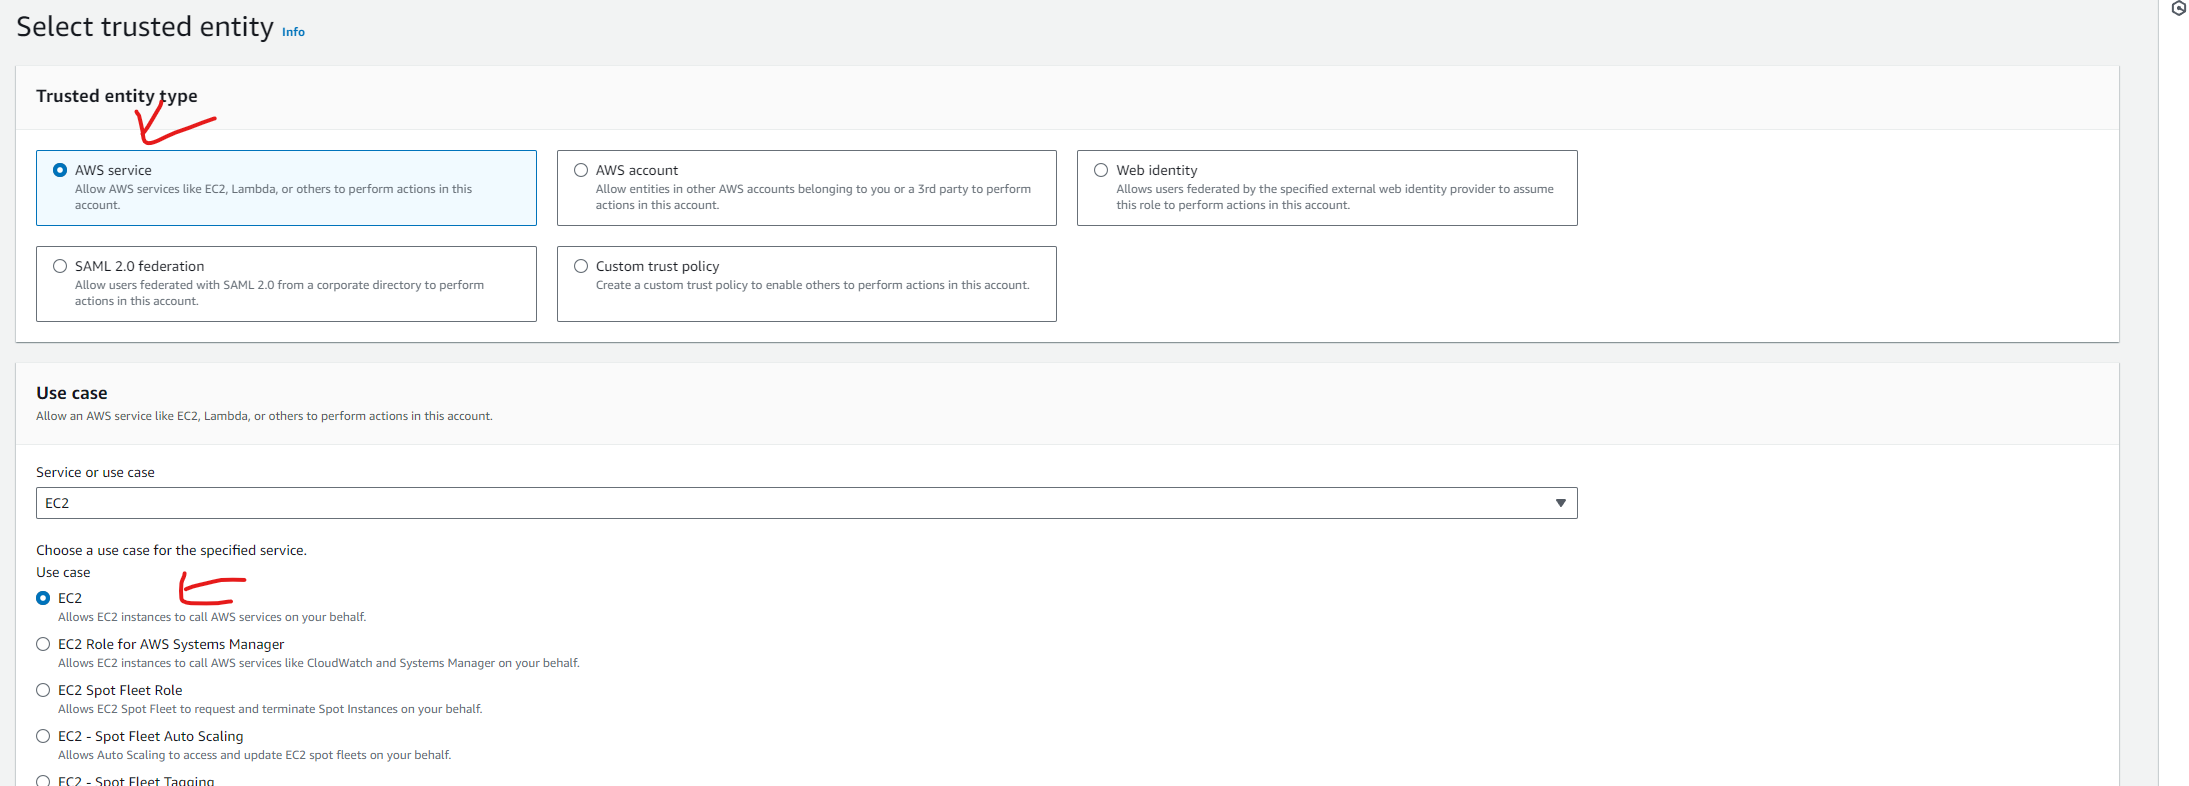 Select trusted entity Info
Trusted entity type
AWS service
Allow AWS services like EC2, Lambda, or others to perform actions in this
account.
AWS account
Allow entities in other AWS accounts belonging to you or a 3rd party to perform
actions in this account.
Web identity
Allows users federated by the specified external web identity provider to assume
this role to perform actions in this account.
SAML 2.0 federation
Allow users federated with SAML 2.0 from a corporate directory to perform
actions in this account.
Custom trust policy
Create a custom trust policy to enable others to perform actions in this account.
Use case
Allow an AWS service like EC2, Lambda, or others to perform actions in this account.
Service or use case
EC2
Choose a use case for the specified service.
Use case
EC2
Allows EC2 instances to call AWS services on your behalf.
EC2 Role for AWS Systems Manager
Allows EC2 instances to call AWS services like CloudWatch and Systems Manager on your behalf.
EC2 Spot Fleet Role
Allows EC2 Spot Fleet to request and terminate Spot Instances on your behalf.
EC2 - Spot Fleet Auto Scaling
Allows Auto Scaling to access and update EC2 spot fleets on your behalf.
EC2 - Spot Fleet Tagging